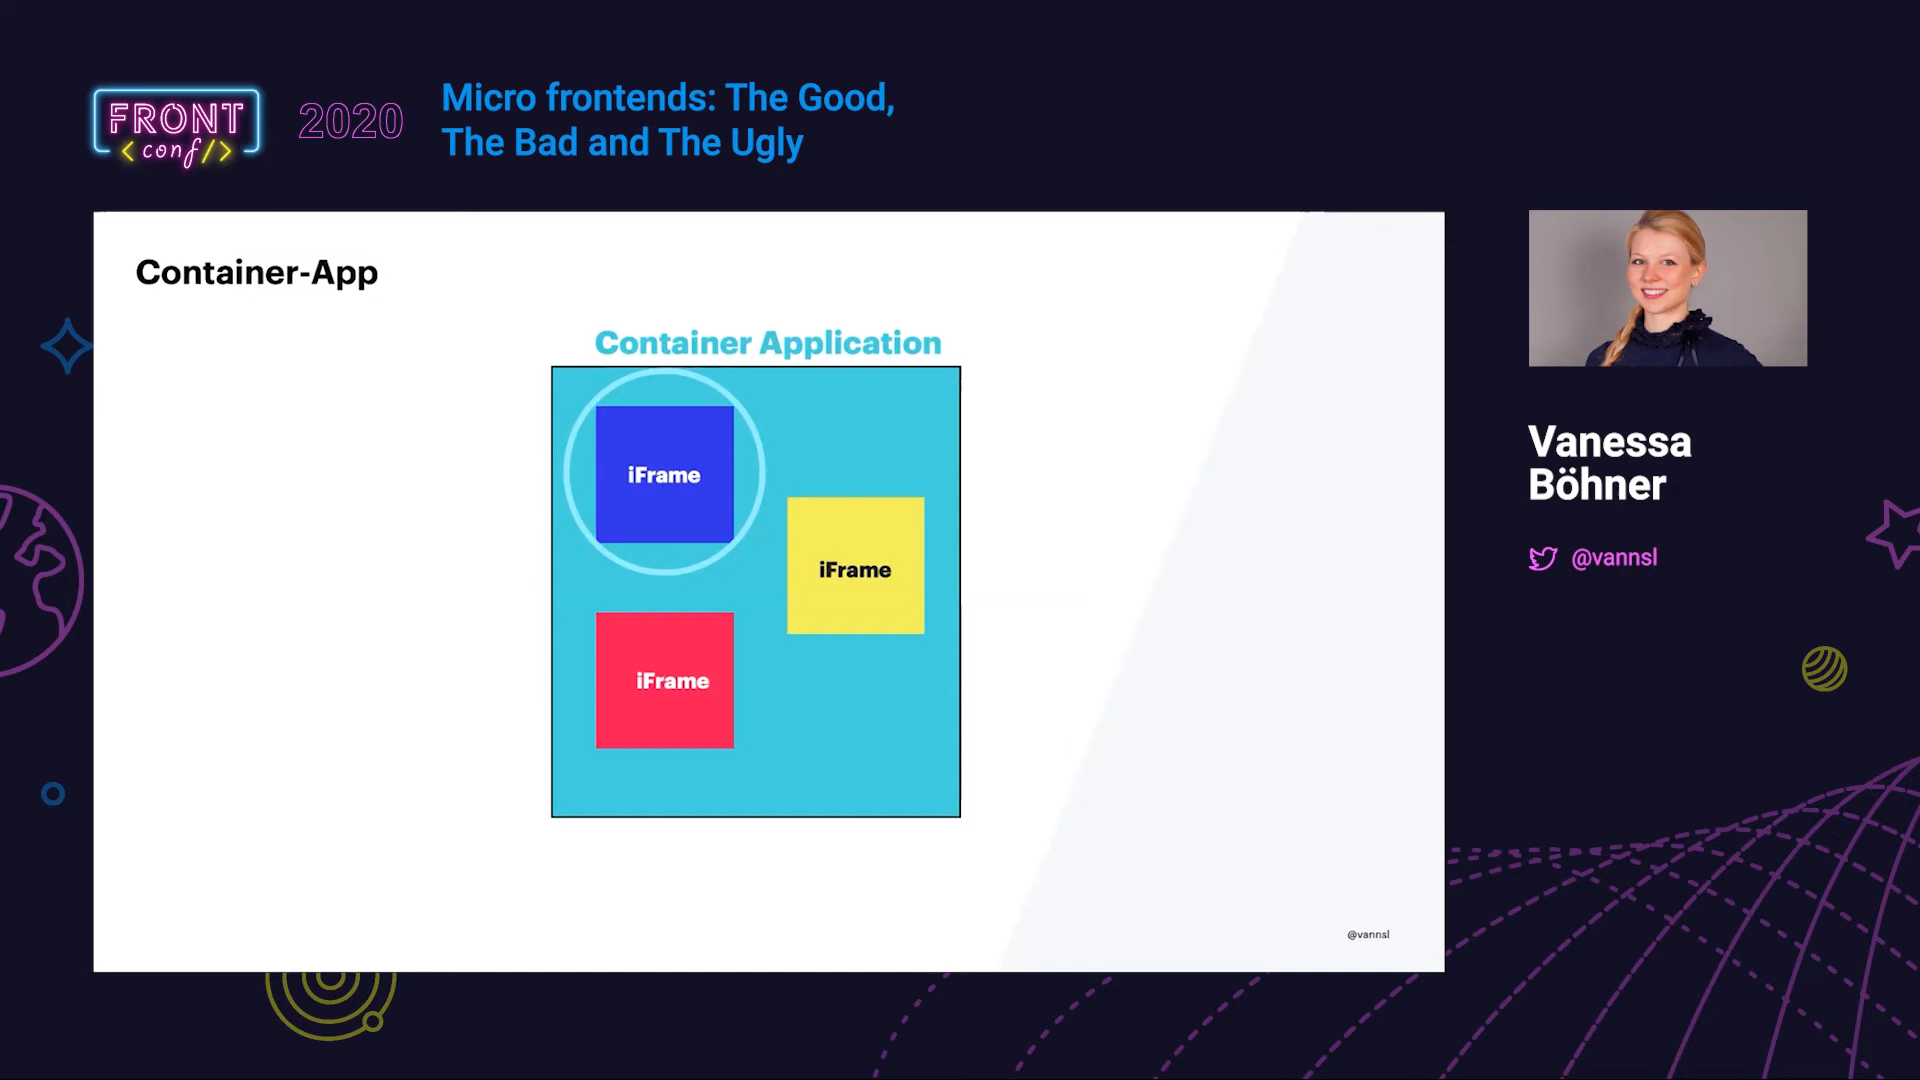 FRONT
<conf/>
2020
Micro frontends: The Good,
The Bad and The Ugly
Container-App
Container Application
iFrame
iFrame
iFrame
@vannsl
Vanessa
Böhner
@vannsl